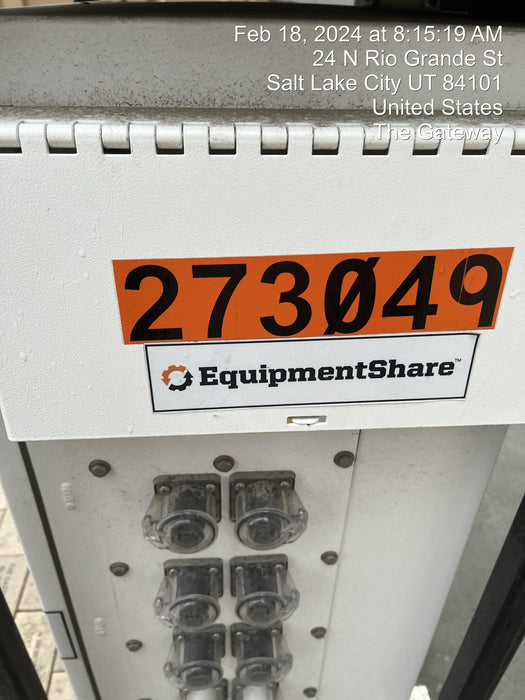 Feb 18, 2024 at 8:15:19 AM
24 N Rio Grande St
Salt Lake City UT 84101
United States
The Gateway
273049
EquipmentShare™